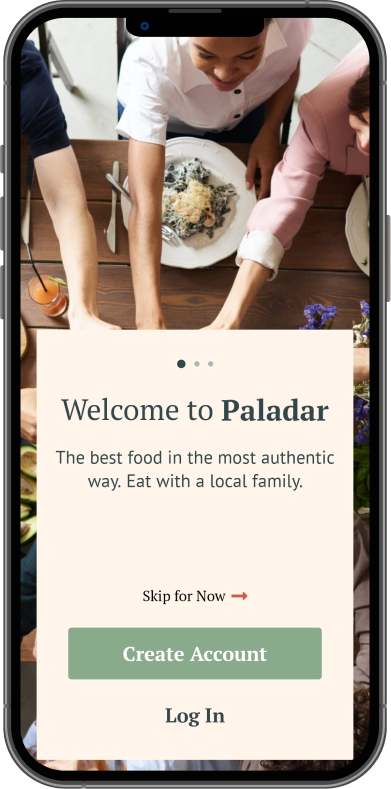 Welcome to Paladar
The best food in the most authentic
way. Eat with a local family.
Skip for Now
Create Account
Log In